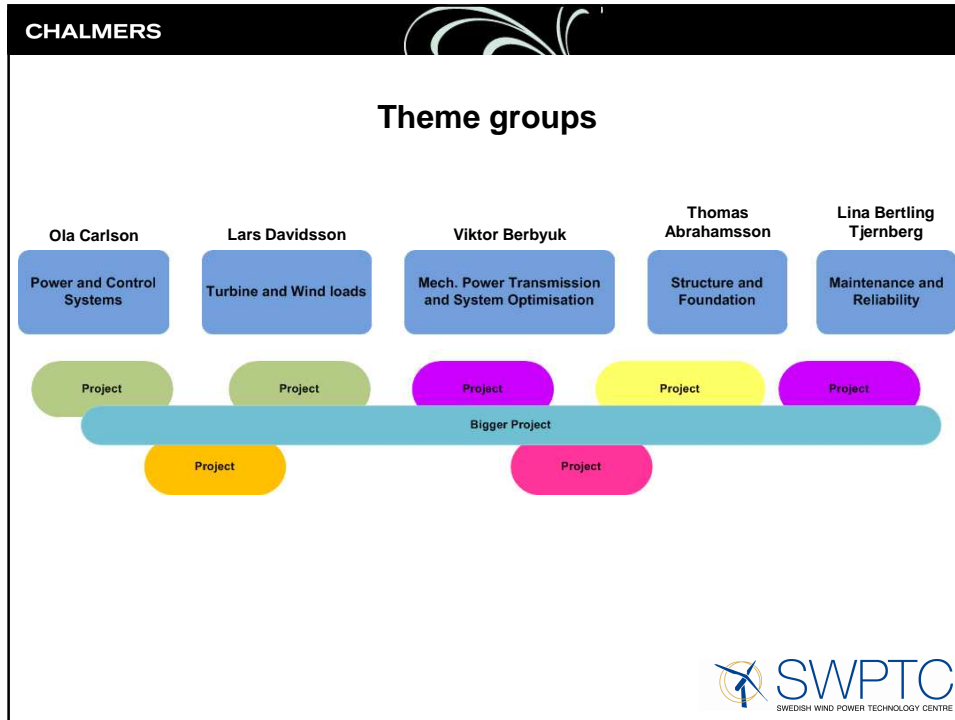 CHALMERS
Theme groups
Ola Carlson
Lars Davidsson
Viktor Berbyuk
Thomas
Abrahamsson
Lina Bertling
Tjernberg
Power and Control
Systems
Turbine and Wind loads
Mech. Power Transmission
and System Optimisation
Structure and
Foundation
Maintenance and
Reliability
Project
Project
Project
Project
Project
Bigger Project
Project
Project
SWPTC
SWEDISH WIND POWER TECHNOLOGY CENTRE